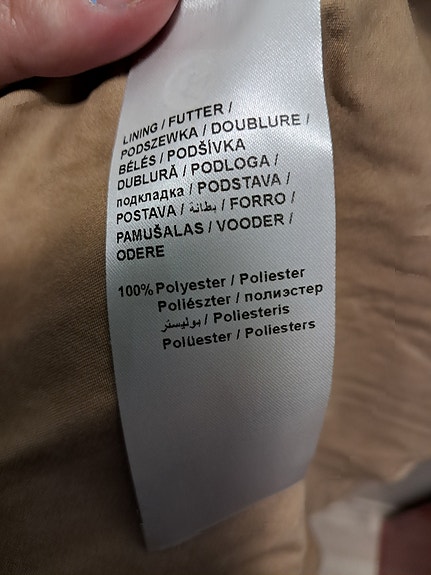 LINING / FUTTER /
PODSZEWKA / DOUBLURE /
BÉLÉS / PODŠÍVKA
DUBLURĂ / PODLOGA /
подкладка / PODSTAVA /
POSTAVA / بطانة / FORRO /
PAMUŠALAS / VOODER /
ODERE
100% Polyester / Poliester
Poliészter / полиэстер
بوليستر / Poliesteris
Polüester / Poliesters